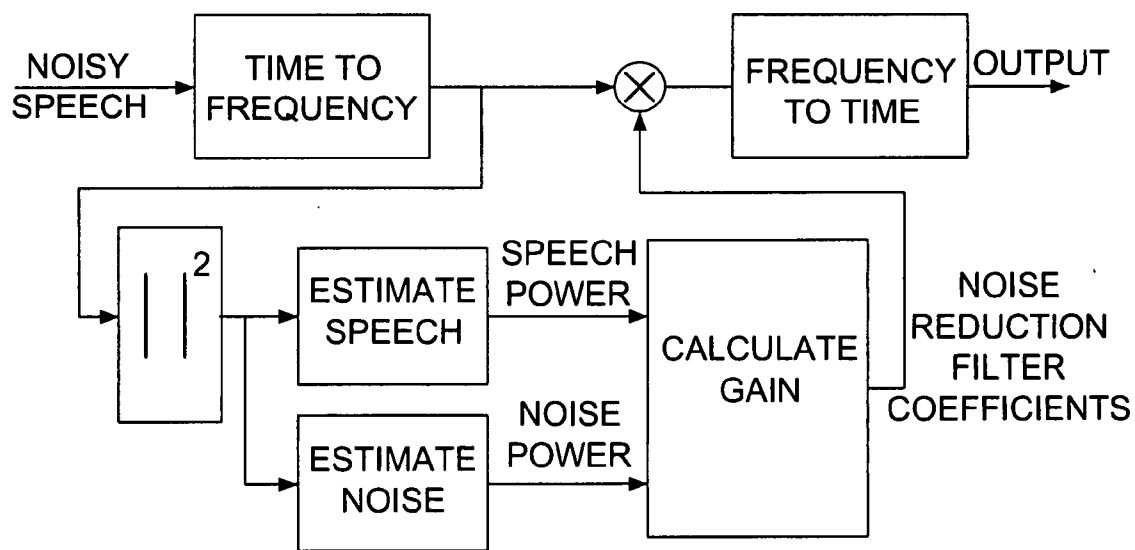 NOISY
SPEECH
TIME TO
FREQUENCY
FREQUENCY
TO TIME
OUTPUT
2
ESTIMATE
SPEECH
SPEECH
POWER
ESTIMATE
NOISE
NOISE
POWER
CALCULATE
GAIN
NOISE
REDUCTION
FILTER
COEFFICIENTS